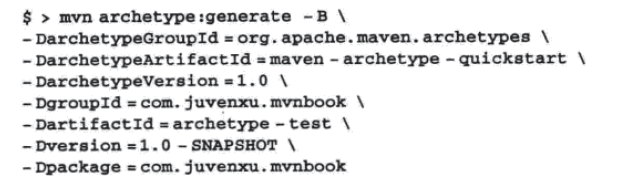 $ > mvn archetype:generate -B \
-DarchetypeGroupId=org.apache.maven.archetypes \
-DarchetypeArtifactId=maven-archetype-quickstart \
-DarchetypeVersion=1.0 \
-DgroupId=com.juvenxu.mvnbook \
-DartifactId=archetype-test \
-Dversion=1.0-SNAPSHOT \
-Dpackage=com.juvenxu.mvnbook